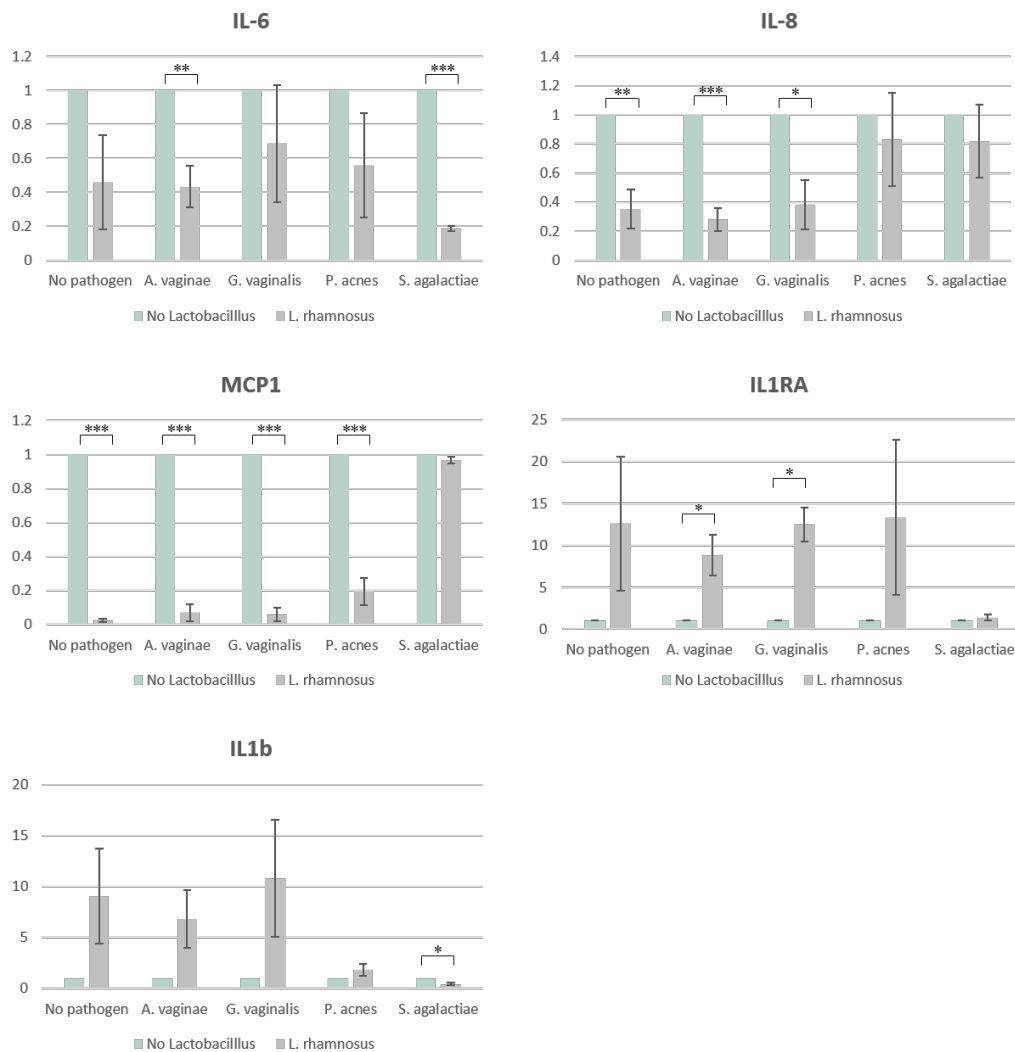 IL-6
1.2
** ***
1
0.8
0.6
0.4
0.2
0
No pathogen A. vaginae G. vaginalis P. acnes S. agalactiae
No Lactobacilllus L. rhamnosus
IL-8
1.4
1.2
** *** *
1
0.8
0.6
0.4
0.2
0
No pathogen A. vaginae G. vaginalis P. acnes S. agalactiae
No Lactobacilllus L. rhamnosus
MCP1
1.2
*** *** *** ***
1
0.8
0.6
0.4
0.2
0
No pathogen A. vaginae G. vaginalis P. acnes S. agalactiae
No Lactobacilllus L. rhamnosus
IL1RA
25
20
*
15
*
10
5
0
No pathogen A. vaginae G. vaginalis P. acnes S. agalactiae
No Lactobacilllus L. rhamnosus
IL1b
20
15
10
5
*
0
No pathogen A. vaginae G. vaginalis P. acnes S. agalactiae
No Lactobacilllus L. rhamnosus